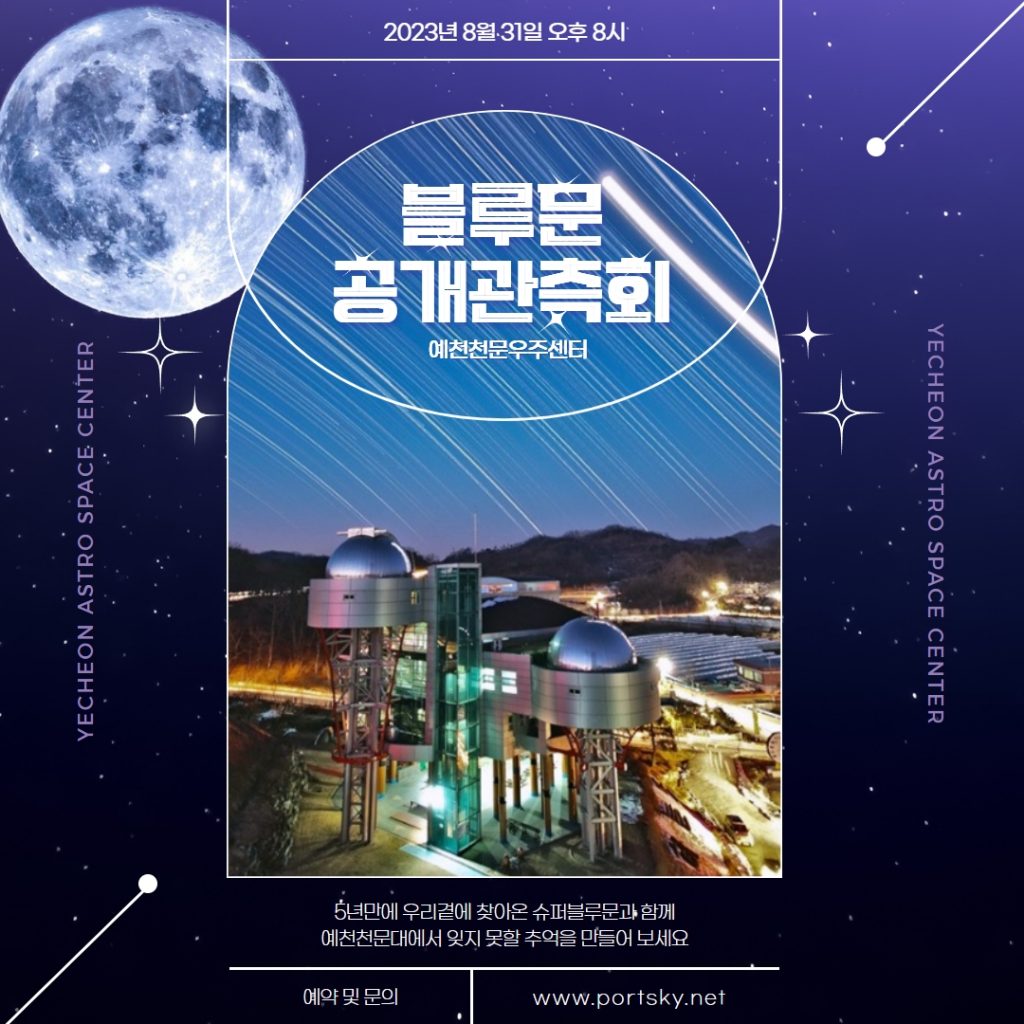 2023년 8월 31일 오후 8시
블루문
공개관측회
예천천문우주센터
YECHEON ASTRO SPACE CENTER
YECHEON ASTRO SPACE CENTER
5년만에 우리곁에 찾아온 슈퍼블루문과 함께
예천천문대에서 잊지 못할 추억을 만들어 보세요
예약 및 문의
www.portsky.net